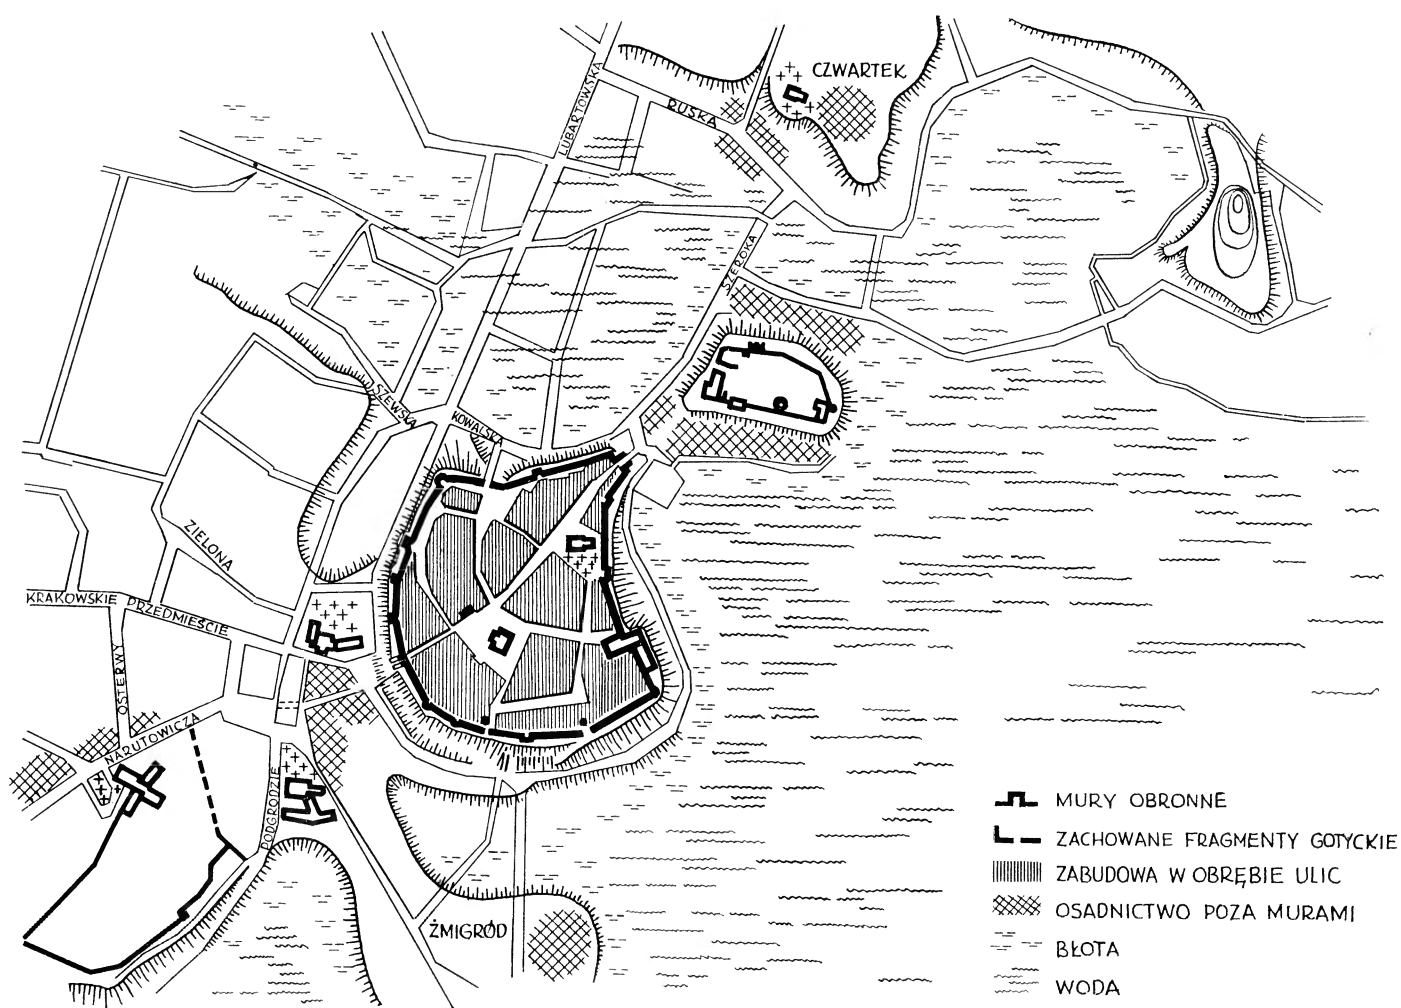 CZWARTEK
LUBARTOWSKA
RUSKA
SZEROKA
SZEWSKA
KOWALSKA
ZIELONA
KRAKOWSKIE PRZEDMIEŚCIE
OSTERWY
NARUTOWICZA
PODGRODZIE
ŻMIGRÓD
MURY OBRONNE
ZACHOWANE FRAGMENTY GOTYCKIE
ZABUDOWA W OBRĘBIE ULIC
OSADNICTWO POZA MURAMI
BŁOTA
WODA